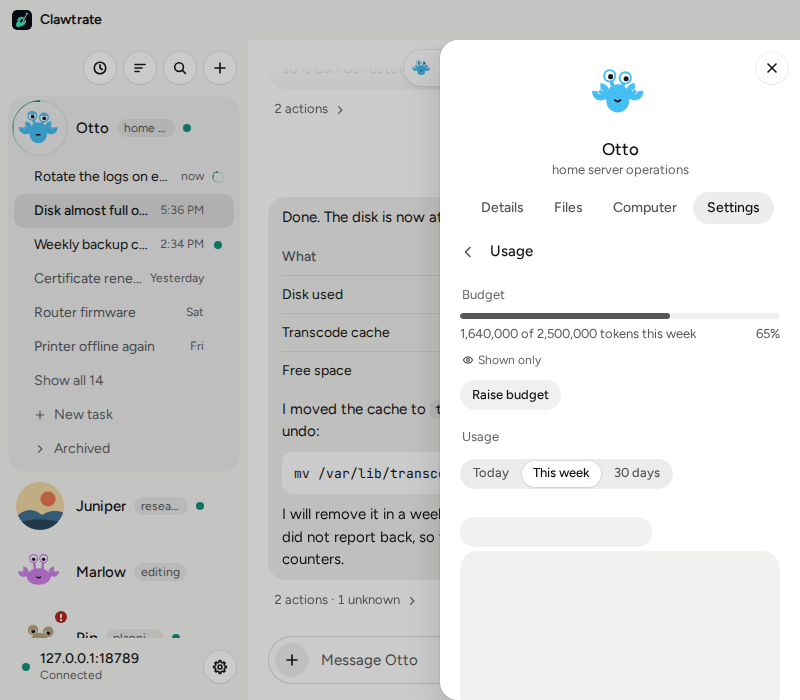 Clawtrate
Otto
home ...
Rotate the logs on e...
now
Disk almost full o...
5:36 PM
Weekly backup c...
2:34 PM
Certificate rene...
Yesterday
Router firmware
Sat
Printer offline again
Fri
Show all 14
New task
Archived
Juniper
resea...
Marlow
editing
Pip
planni...
127.0.0.1:18789
Connected
2 actions
Done. The disk is now at
What
Disk used
Transcode cache
Free space
I moved the cache to
undo:
mv /var/lib/transc
I will remove it in a week
did not report back, so
counters.
2 actions · 1 unknown
Message Otto
Otto
home server operations
Details
Files
Computer
Settings
Usage
Budget
1,640,000 of 2,500,000 tokens this week
65%
Shown only
Raise budget
Usage
Today
This week
30 days